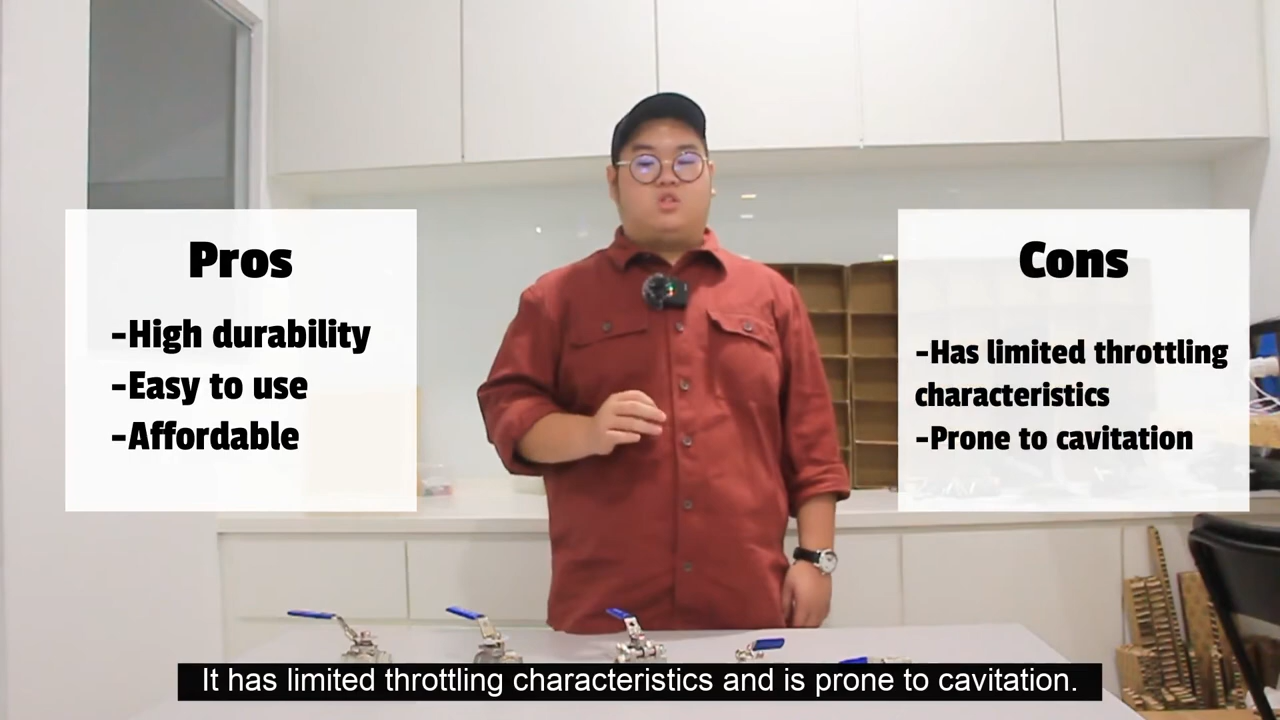 Pros
-High durability
-Easy to use
-Affordable
Cons
-Has limited throttling
characteristics
-Prone to cavitation
It has limited throttling characteristics and is prone to cavitation.